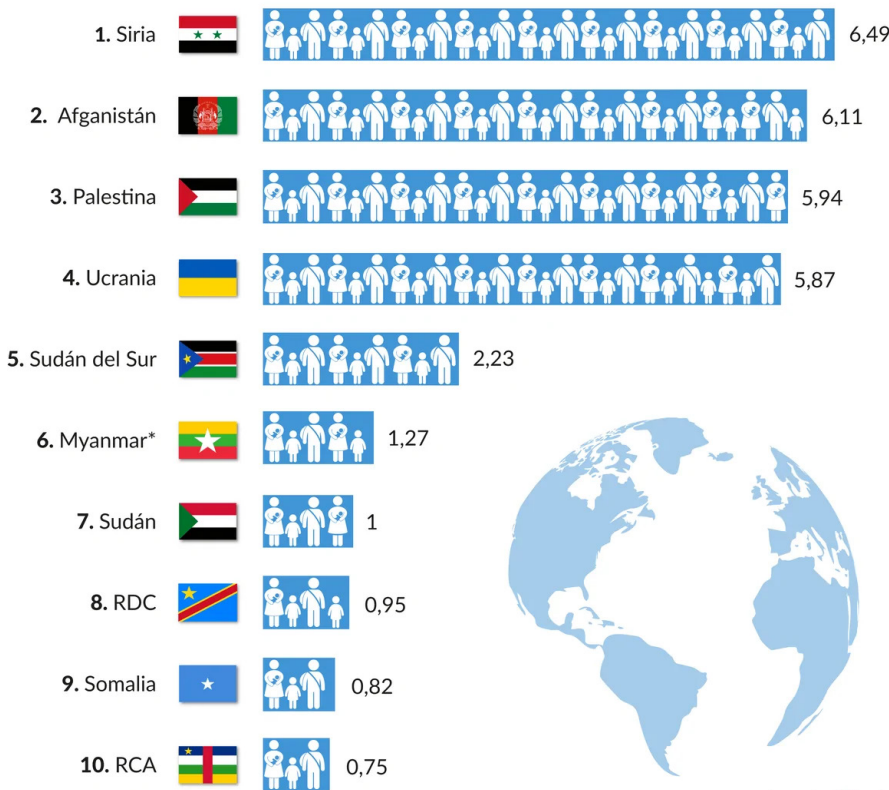 1. Siria 6,49
2. Afganistán 6,11
3. Palestina 5,94
4. Ucrania 5,87
5. Sudán del Sur 2,23
6. Myanmar* 1,27
7. Sudán 1
8. RDC 0,95
9. Somalia 0,82
10. RCA 0,75